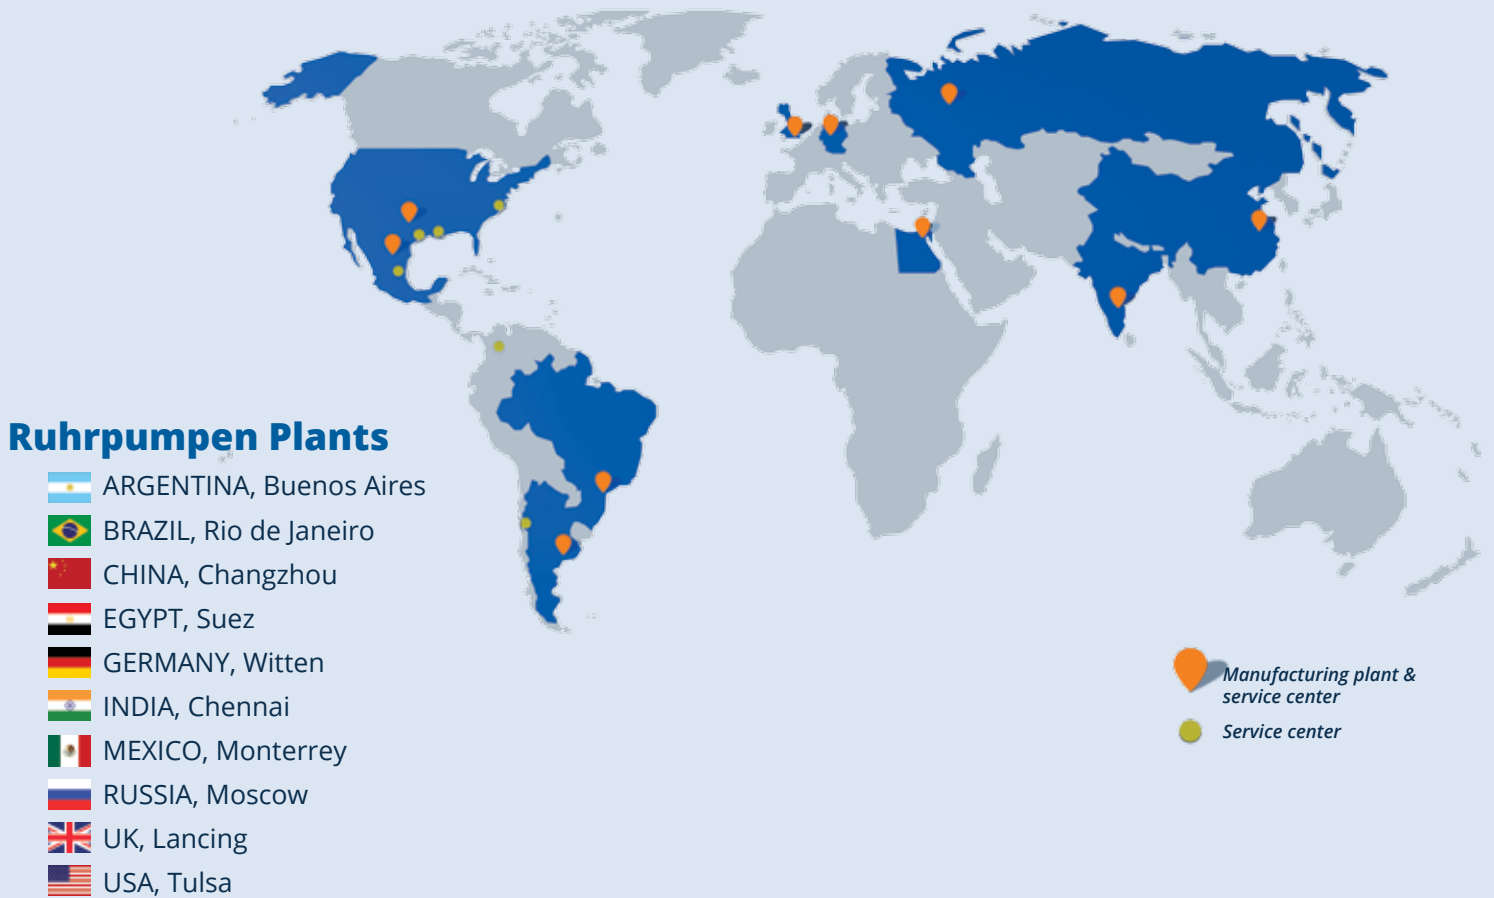 Ruhrpumpen Plants
ARGENTINA, Buenos Aires
BRAZIL, Rio de Janeiro
CHINA, Changzhou
EGYPT, Suez
GERMANY, Witten
INDIA, Chennai
MEXICO, Monterrey
RUSSIA, Moscow
UK, Lancing
USA, Tulsa
Manufacturing plant &
service center
Service center